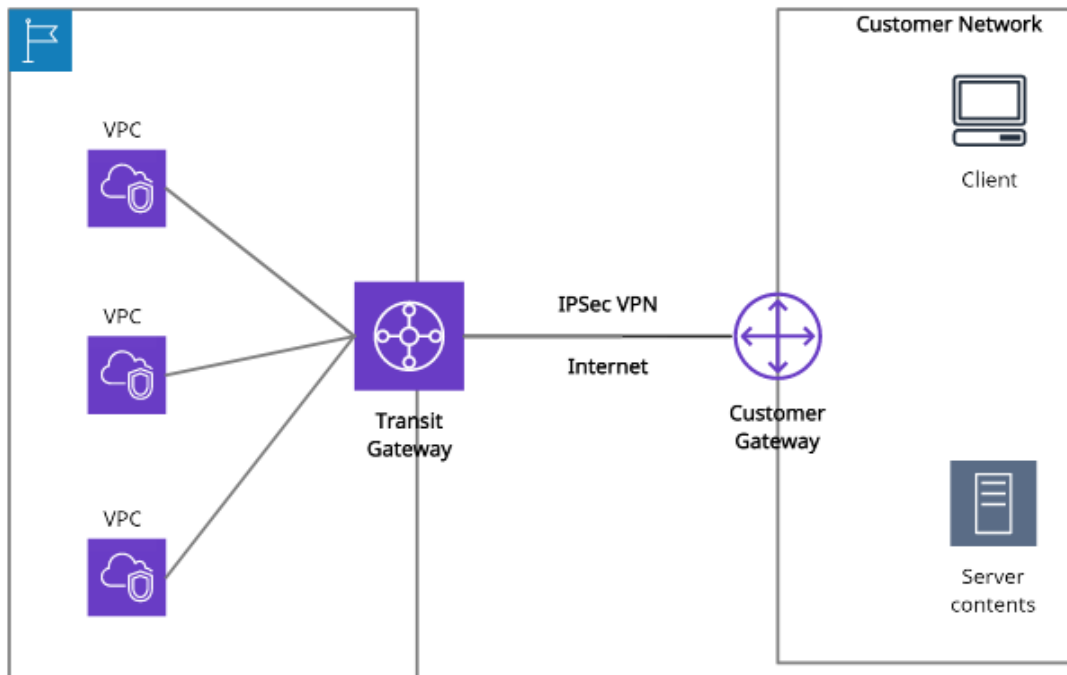 Customer Network
VPC
Client
VPC
IPSec VPN
Internet
Transit
Gateway
Customer
Gateway
VPC
Server
contents